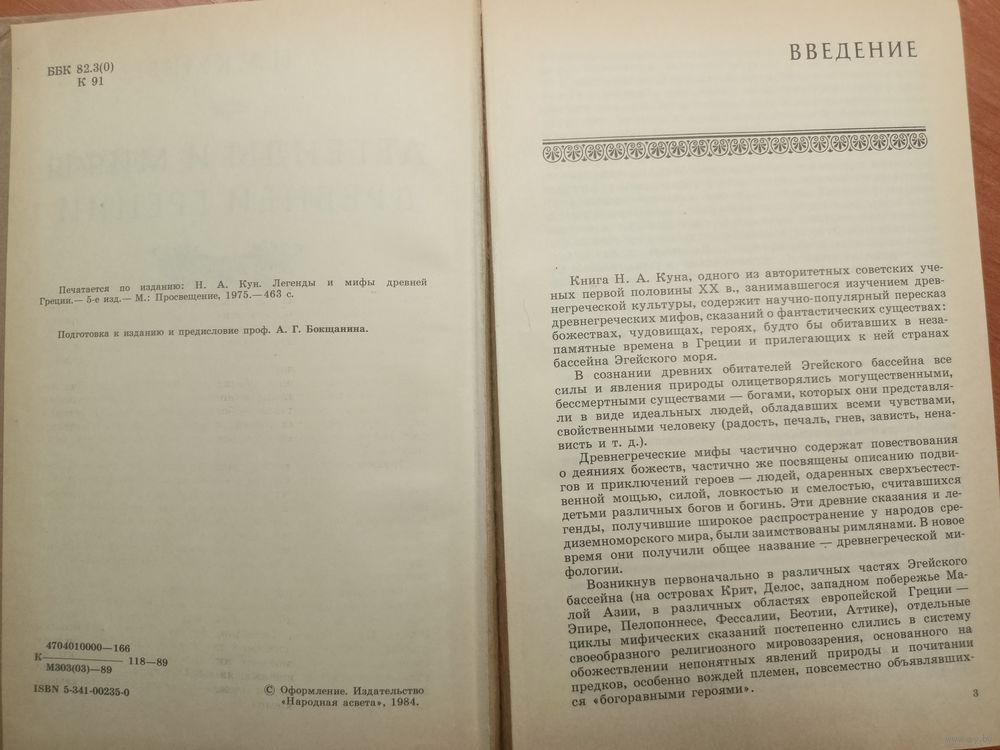 ББК 82.3(0)
К 91
Печатается по изданию: Н. А. Кун. Легенды и мифы древней
Греции.— 5-е изд.— М.: Просвещение, 1975.—463 с.
Подготовка к изданию и предисловие проф. А. Г. Бокщанина.
4704010000—166
К 118—89
М303(03)—89
ISBN 5-341-00235-0
© Оформление. Издательство
«Народная асвета», 1984.
ВВЕДЕНИЕ
Книга Н. А. Куна, одного из авторитетных советских уче-
ных первой половины XX в., занимавшегося изучением древ-
негреческой культуры, содержит научно-популярный пересказ
древнегреческих мифов, сказаний о фантастических существах:
божествах, чудовищах, героях, будто бы обитавших в неза-
памятные времена в Греции и прилегающих к ней странах
бассейна Эгейского моря.
В сознании древних обитателей Эгейского бассейна все
силы и явления природы олицетворялись могущественными,
бессмертными существами — богами, которых они представля-
ли в виде идеальных людей, обладавших всеми чувствами,
свойственными человеку (радость, печаль, гнев, зависть, нена-
висть и т. д.).
Древнегреческие мифы частично содержат повествования
о деяниях божеств, частично же посвящены описанию подви-
гов и приключений героев — людей, одаренных сверхъестест-
венной мощью, силой, ловкостью и смелостью, считавшихся
детьми различных богов и богинь. Эти древние сказания и ле-
генды, получившие широкое распространение у народов сре-
диземноморского мира, были заимствованы римлянами. В новое
время они получили общее название — древнегреческой ми-
фологии.
Возникнув первоначально в различных частях Эгейского
бассейна (на островах Крит, Делос, западном побережье Ма-
лой Азии, в различных областях европейской Греции —
Эпире, Пелопоннесе, Фессалии, Беотии, Аттике), отдельные
циклы мифических сказаний постепенно слились в систему
своеобразного религиозного мировоззрения, основанного на
обожествлении непонятных явлений природы и почитании
предков, особенно вождей племен, повсеместно объявлявших-
ся «богоравными героями».
3